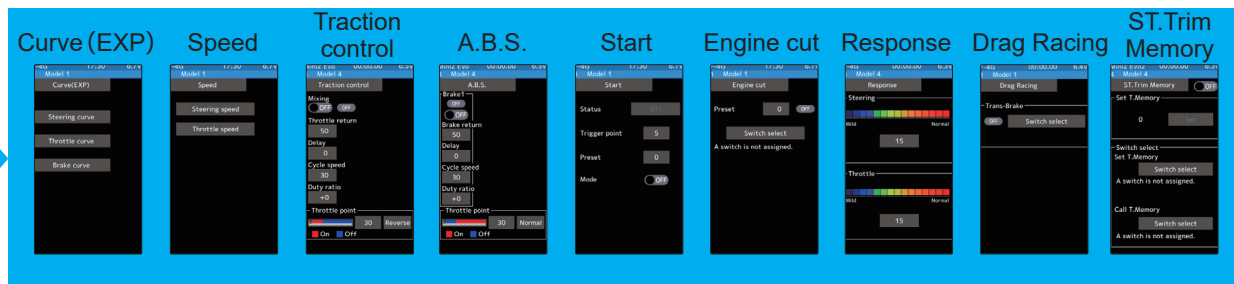 Curve (EXP)
Model 1
Curve(EXP)
Steering curve
Throttle curve
Brake curve
Speed
Model 1
Speed
Steering speed
Throttle speed
Traction
control
Model 4
Traction control
Mixing
OFF OFF
Throttle return
50
Delay
0
Cycle speed
30
Duty ratio
+0
Throttle point
30 Reverse
On Off
A.B.S.
Model 4
A.B.S.
Brake1
OFF
OFF
Brake return
50
Delay
0
Cycle speed
30
Duty ratio
+0
Throttle point
30 Normal
On Off
Start
Model 1
Start
Status Off
Trigger point 5
Preset 0
Mode OFF
Engine cut
Model 1
Engine cut
Preset 0 OFF
Switch select
A switch is not assigned.
Response
Model 4
Response
Steering
Mild Normal
15
Throttle
Mild Normal
15
Drag Racing
Model 1
Drag Racing
Trans-Brake
OFF Switch select
ST.Trim
Memory
Model 4
ST.Trim Memory OFF
Set T.Memory
0 Set
Switch select
Set T.Memory
Switch select
A switch is not assigned.
Call T.Memory
Switch select
A switch is not assigned.